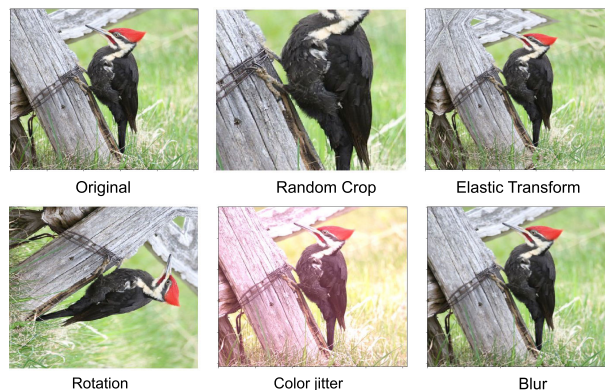 Original
Random Crop
Elastic Transform
Rotation
Color jitter
Blur